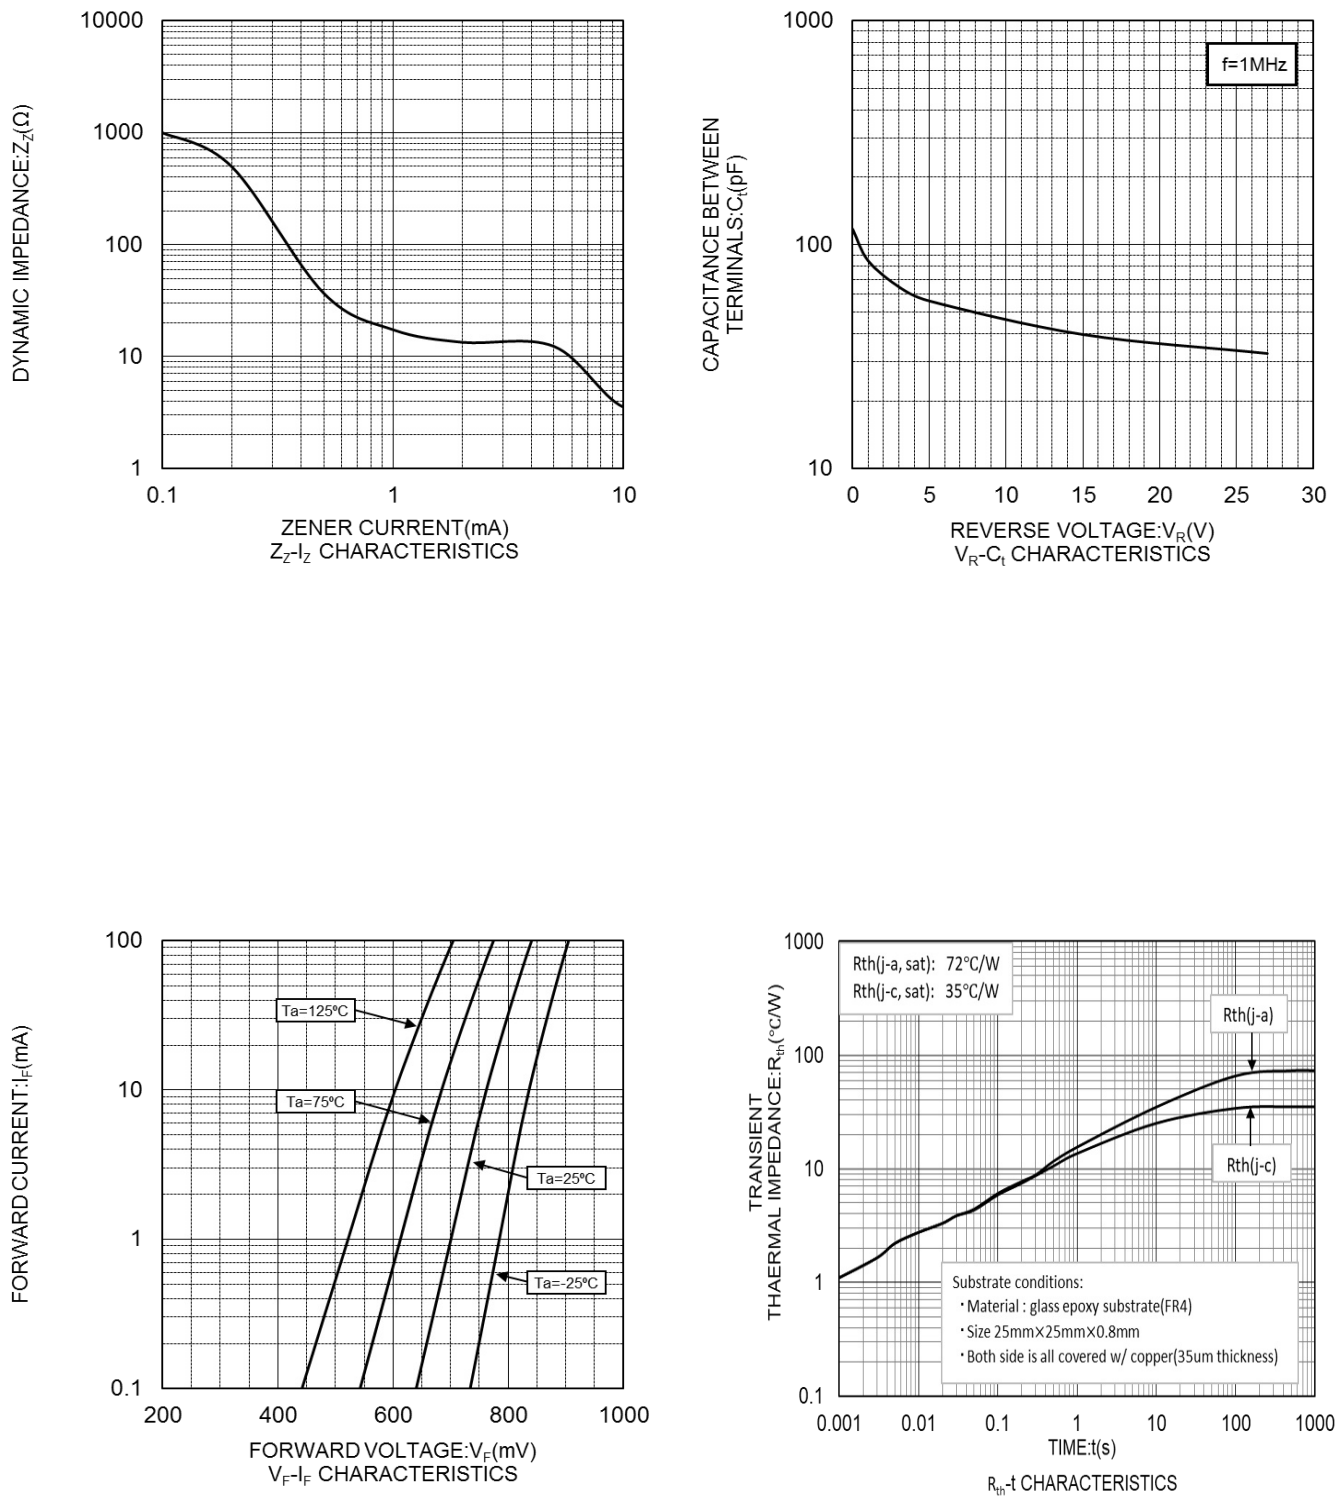 10000
1000
100
10
1
0.1
1
10
DYNAMIC IMPEDANCE:ZZ(Ω)
ZENER CURRENT(mA)
ZZ-IZ CHARACTERISTICS
1000
100
10
0
5
10
15
20
25
30
f=1MHz
CAPACITANCE BETWEEN
TERMINALS:Ct(pF)
REVERSE VOLTAGE:VR(V)
VR-Ct CHARACTERISTICS
100
10
1
0.1
200
400
600
800
1000
Ta=125ºC
Ta=75ºC
Ta=25ºC
Ta=-25ºC
FORWARD CURRENT:IF(mA)
FORWARD VOLTAGE:VF(mV)
VF-IF CHARACTERISTICS
1000
100
10
1
0.1
0.001
0.01
0.1
1
10
100
1000
Rth(j-a, sat): 72℃/W
Rth(j-c, sat): 35℃/W
Rth(j-a)
Rth(j-c)
Substrate conditions:
・Material : glass epoxy substrate(FR4)
・Size 25mm×25mm×0.8mm
・Both side is all covered w/ copper(35um thickness)
TRANSIENT
THAERMAL IMPEDANCE:Rth(℃/W)
TIME:t(s)
Rth-t CHARACTERISTICS